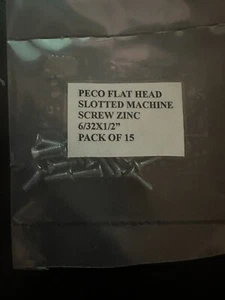 PECO FLAT HEAD
SLOTTED MACHINE
SCREW ZINC
6/32X1/2”
PACK OF 15